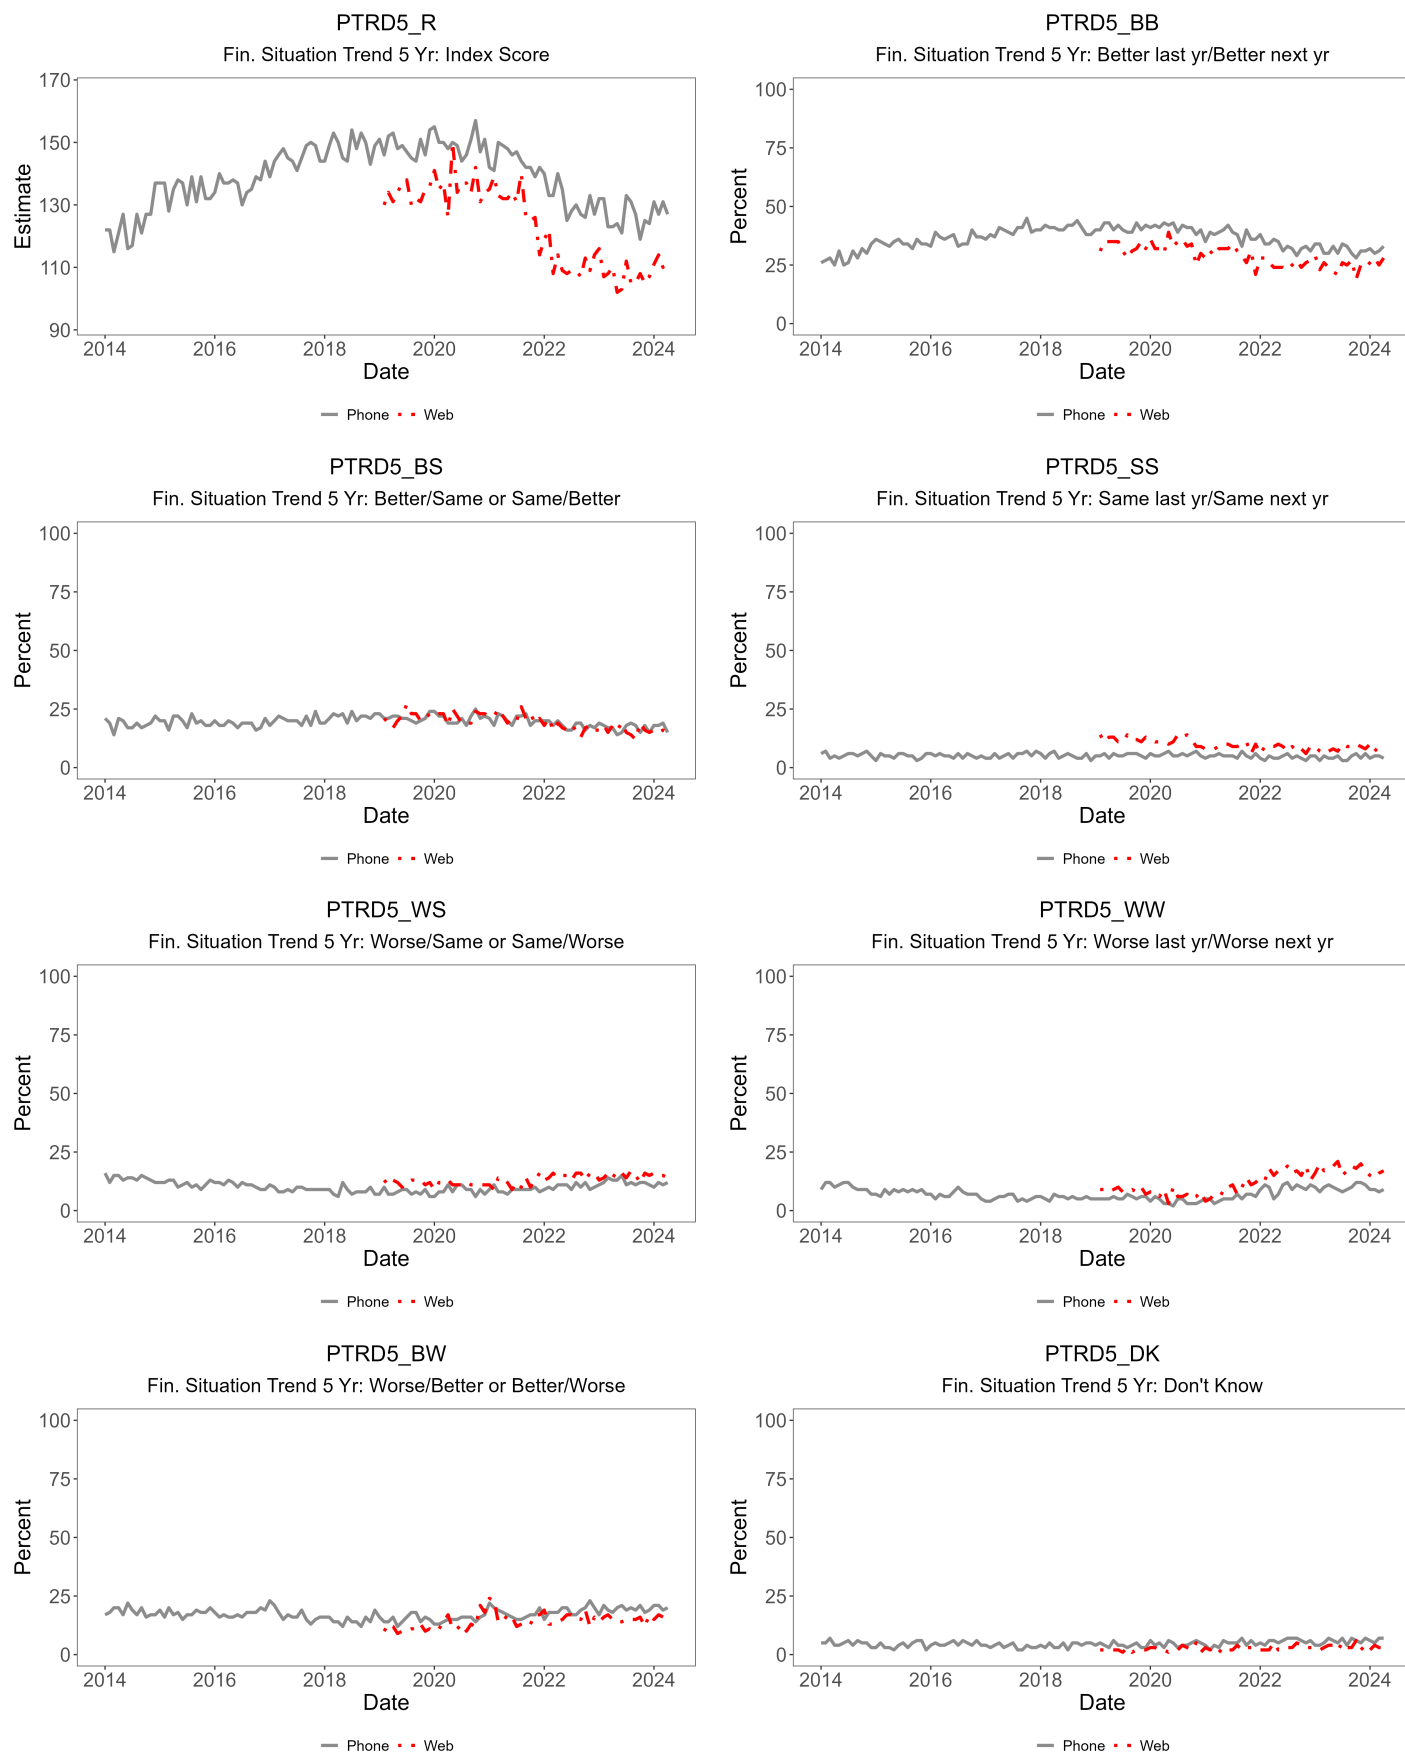 PTRD5_R
Fin. Situation Trend 5 Yr: Index Score
170
150
130
110
90
Estimate
2014 2016 2018 2020 2022 2024
Date
Phone Web
PTRD5_BB
Fin. Situation Trend 5 Yr: Better last yr/Better next yr
100
75
50
25
0
Percent
2014 2016 2018 2020 2022 2024
Date
Phone Web
PTRD5_BS
Fin. Situation Trend 5 Yr: Better/Same or Same/Better
100
75
50
25
0
Percent
2014 2016 2018 2020 2022 2024
Date
Phone Web
PTRD5_SS
Fin. Situation Trend 5 Yr: Same last yr/Same next yr
100
75
50
25
0
Percent
2014 2016 2018 2020 2022 2024
Date
Phone Web
PTRD5_WS
Fin. Situation Trend 5 Yr: Worse/Same or Same/Worse
100
75
50
25
0
Percent
2014 2016 2018 2020 2022 2024
Date
Phone Web
PTRD5_WW
Fin. Situation Trend 5 Yr: Worse last yr/Worse next yr
100
75
50
25
0
Percent
2014 2016 2018 2020 2022 2024
Date
Phone Web
PTRD5_BW
Fin. Situation Trend 5 Yr: Worse/Better or Better/Worse
100
75
50
25
0
Percent
2014 2016 2018 2020 2022 2024
Date
Phone Web
PTRD5_DK
Fin. Situation Trend 5 Yr: Don't Know
100
75
50
25
0
Percent
2014 2016 2018 2020 2022 2024
Date
Phone Web